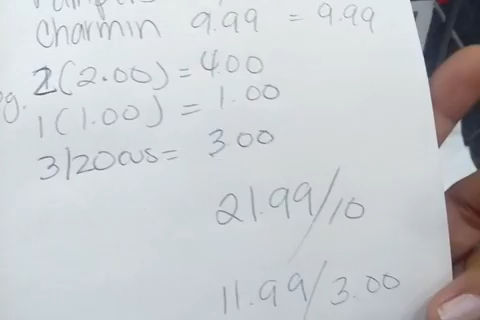 Charmin 9.99 = 9.99
2(2.00) = 4.00
1(1.00) = 1.00
3/20cus = 3.00
21.99/10
11.99/3.00